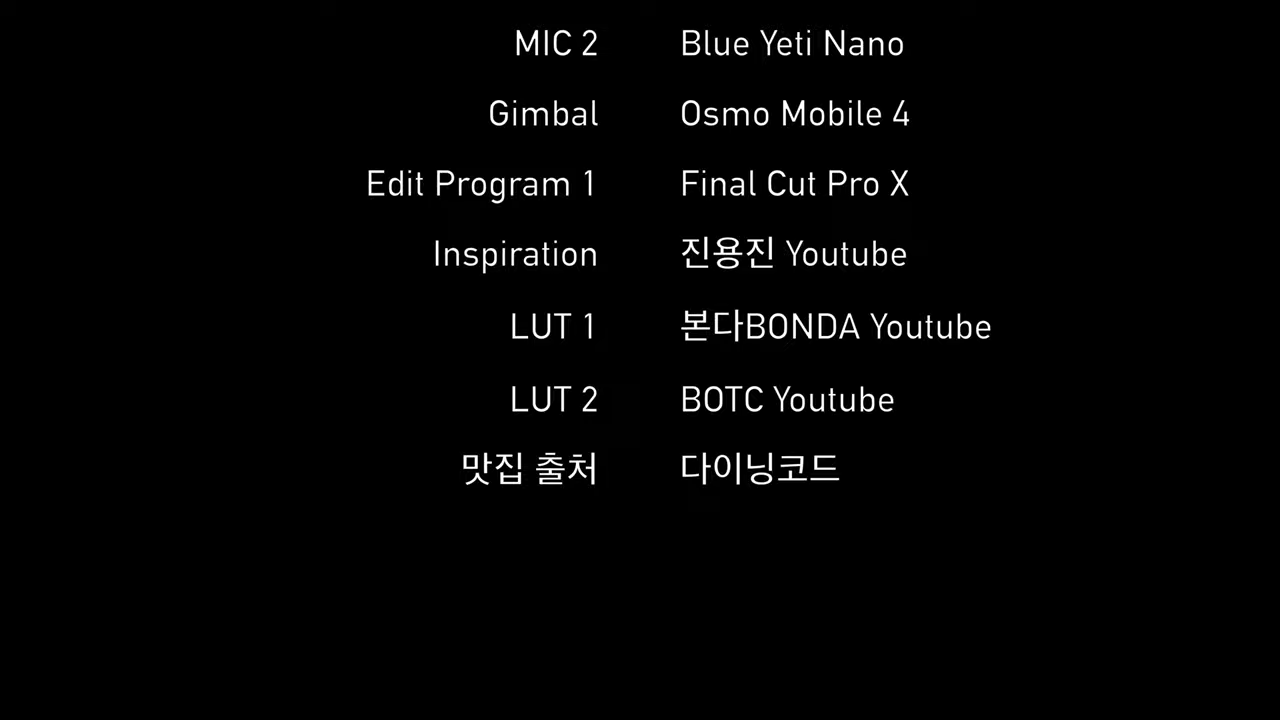 MIC 2 Blue Yeti Nano
Gimbal Osmo Mobile 4
Edit Program 1 Final Cut Pro X
Inspiration 진용진 Youtube
LUT 1 본다BONDA Youtube
LUT 2 BOTC Youtube
맛집 출처 다이닝코드